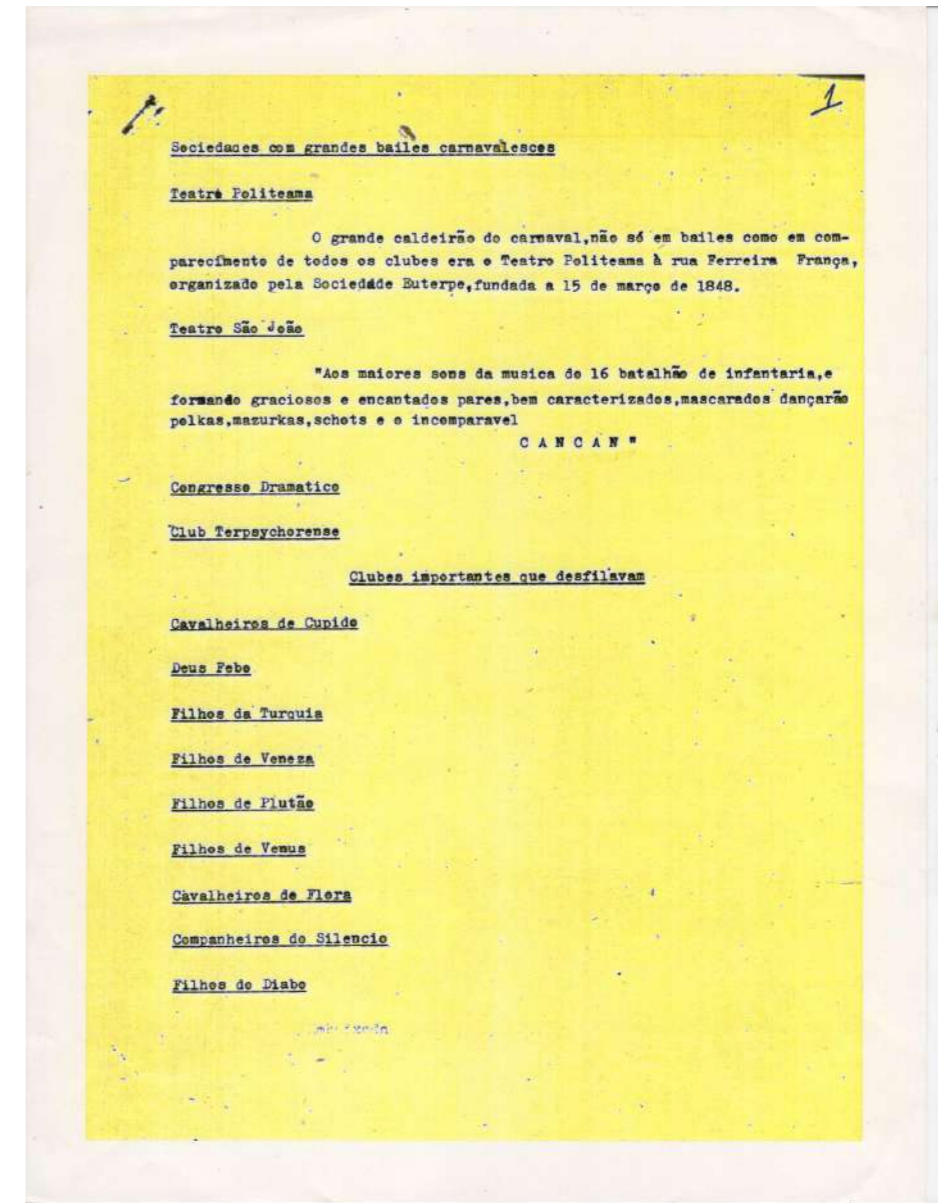 1
Sociedades com grandes bailes carnavalescos
Teatro Politeama
O grande caldeirão do carnaval,não só em bailes como em com-
parecimento de todos os clubes era o Teatro Politeama à rua Ferreira França,
organizado pela Sociedade Euterpe,fundada a 15 de março de 1848.
Teatro São João
"Aos maiores sons da musica do 16 batalhão de infantaria,e
formando graciosos e encantados pares,bem caracterizados,mascarados dançarão
polkas,mazurkas,schots e o incomparavel
C A N C A N "
Congresso Dramatico
Club Terpsychorense
Clubes importantes que desfilavam
Cavalheiros de Cupido
Deus Febo
Filhos da Turquia
Filhos de Veneza
Filhos de Plutão
Filhos de Venus
Cavalheiros de Flora
Companheiros do Silencio
Filhos do Diabo